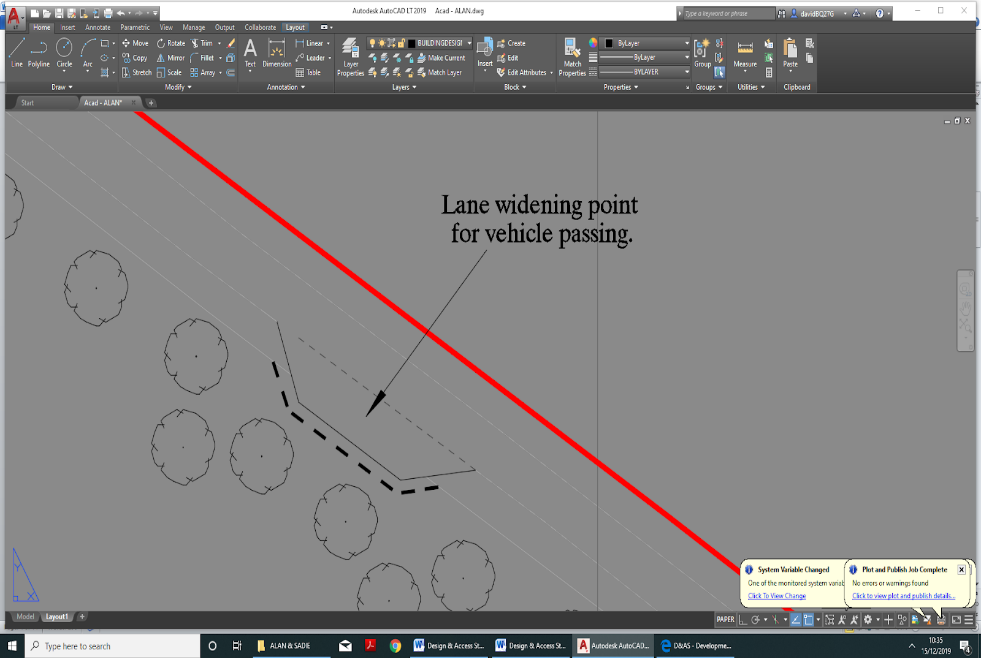 Autodesk AutoCAD LT 2019 Acad - ALAN.dwg
Type a keyword or phrase
davidBQ27G
Home Insert Annotate Parametric View Manage Output Collaborate Layout
Line Polyline Circle Arc
Move Rotate Trim
Copy Mirror Fillet
Stretch Scale Array
Text Dimension
Linear
Leader
Table
Layer Properties
BUILDINGDESIG
Make Current
Match Layer
Insert
Create
Edit
Edit Attributes
Match Properties
ByLayer
ByLayer
BYLAYER
Group
Measure
Paste
Draw Modify Annotation Layers Block Properties Groups Utilities Clipboard
Start Acad - ALAN*
Lane widening point
for vehicle passing.
Y
X
System Variable Changed
One of the monitored system variab
Click To View Change
Plot and Publish Job Complete
No errors or warnings found
Click to view plot and publish details...
Model Layout1
PAPER
Type here to search
ALAN & SADIE
Design & Access St...
Design & Access St...
Autodesk AutoCAD...
D&AS - Developme...
10:35
15/12/2019